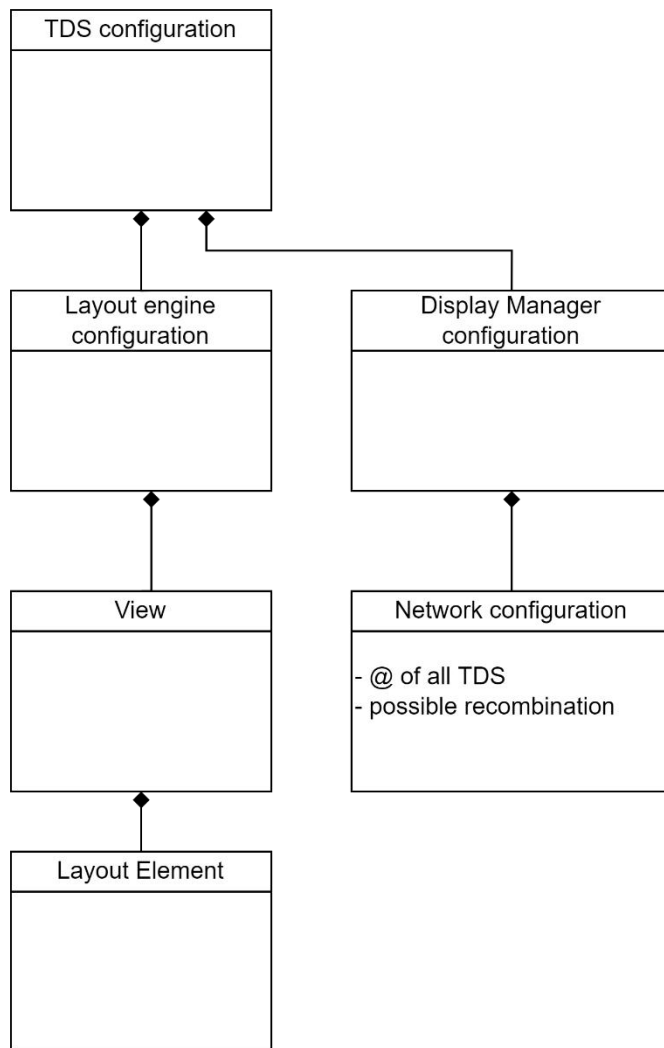 TDS configuration
Layout engine
configuration
Display Manager
configuration
View
Network configuration
- @ of all TDS
- possible recombination
Layout Element